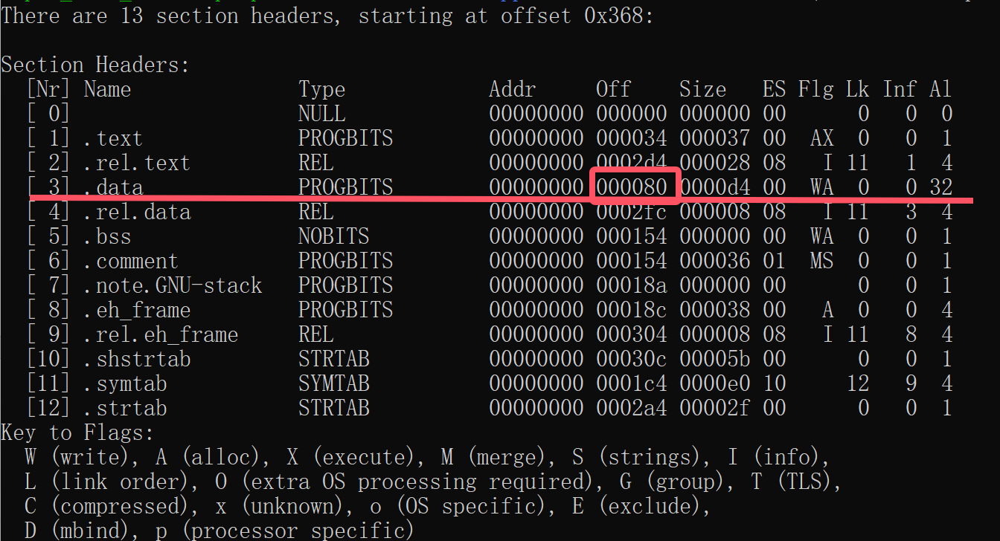 There are 13 section headers, starting at offset 0x368:
Section Headers:
[Nr] Name Type Addr Off Size ES Flg Lk Inf Al
[ 0] NULL 00000000 000000 000000 00 0 0 0
[ 1] .text PROGBITS 00000000 000034 000037 00 AX 0 0 1
[ 2] .rel.text REL 00000000 0002d4 000028 08 I 11 1 4
[ 3] .data PROGBITS 00000000 000080 0000d4 00 WA 0 0 32
[ 4] .rel.data REL 00000000 0002fc 000008 08 I 11 3 4
[ 5] .bss NOBITS 00000000 000154 000000 00 WA 0 0 1
[ 6] .comment PROGBITS 00000000 000154 000036 01 MS 0 0 1
[ 7] .note.GNU-stack PROGBITS 00000000 00018a 000000 00 0 0 1
[ 8] .eh_frame PROGBITS 00000000 00018c 000038 00 A 0 0 4
[ 9] .rel.eh_frame REL 00000000 000304 000008 08 I 11 8 4
[10] .shstrtab STRTAB 00000000 00030c 00005b 00 0 0 1
[11] .symtab SYMTAB 00000000 0001c4 0000e0 10 12 9 4
[12] .strtab STRTAB 00000000 0002a4 00002f 00 0 0 1
Key to Flags:
W (write), A (alloc), X (execute), M (merge), S (strings), I (info),
L (link order), O (extra OS processing required), G (group), T (TLS),
C (compressed), x (unknown), o (OS specific), E (exclude),
D (mbind), p (processor specific)